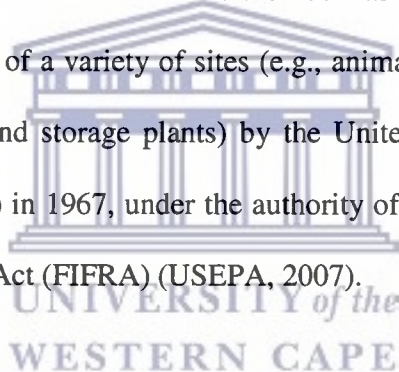 of a variety of sites (e.g., anima
nd storage plants) by the Unite
) in 1967, under the authority of
Act (FIFRA) (USEPA, 2007).
UNIVERSITY of the
WESTERN CAPE